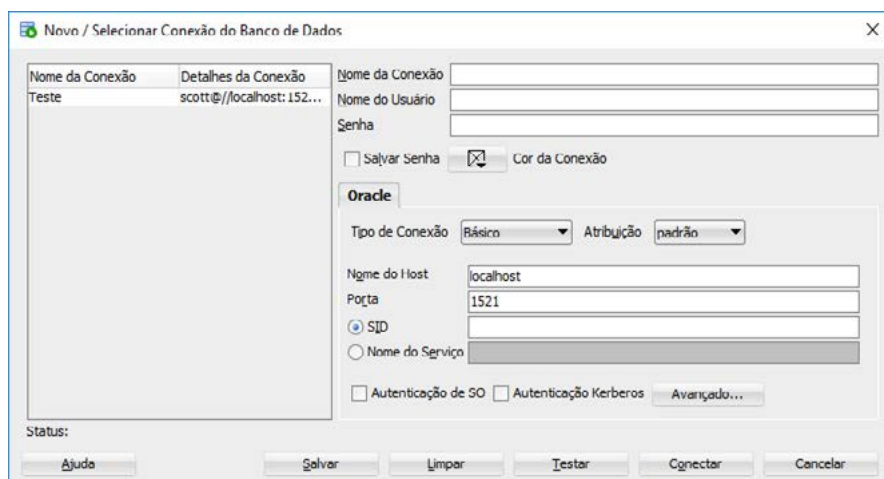 Novo / Selecionar Conexão do Banco de Dados
Nome da Conexão Detalhes da Conexão
Teste scott@//localhost:152...
Nome da Conexão
Nome do Usuário
Senha
Salvar Senha Cor da Conexão
Oracle
Tipo de Conexão Básico Atribuição padrão
Nome do Host localhost
Porta 1521
SID
Nome do Serviço
Autenticação de SO Autenticação Kerberos Avançado...
Status:
Ajuda Salvar Limpar Testar Conectar Cancelar